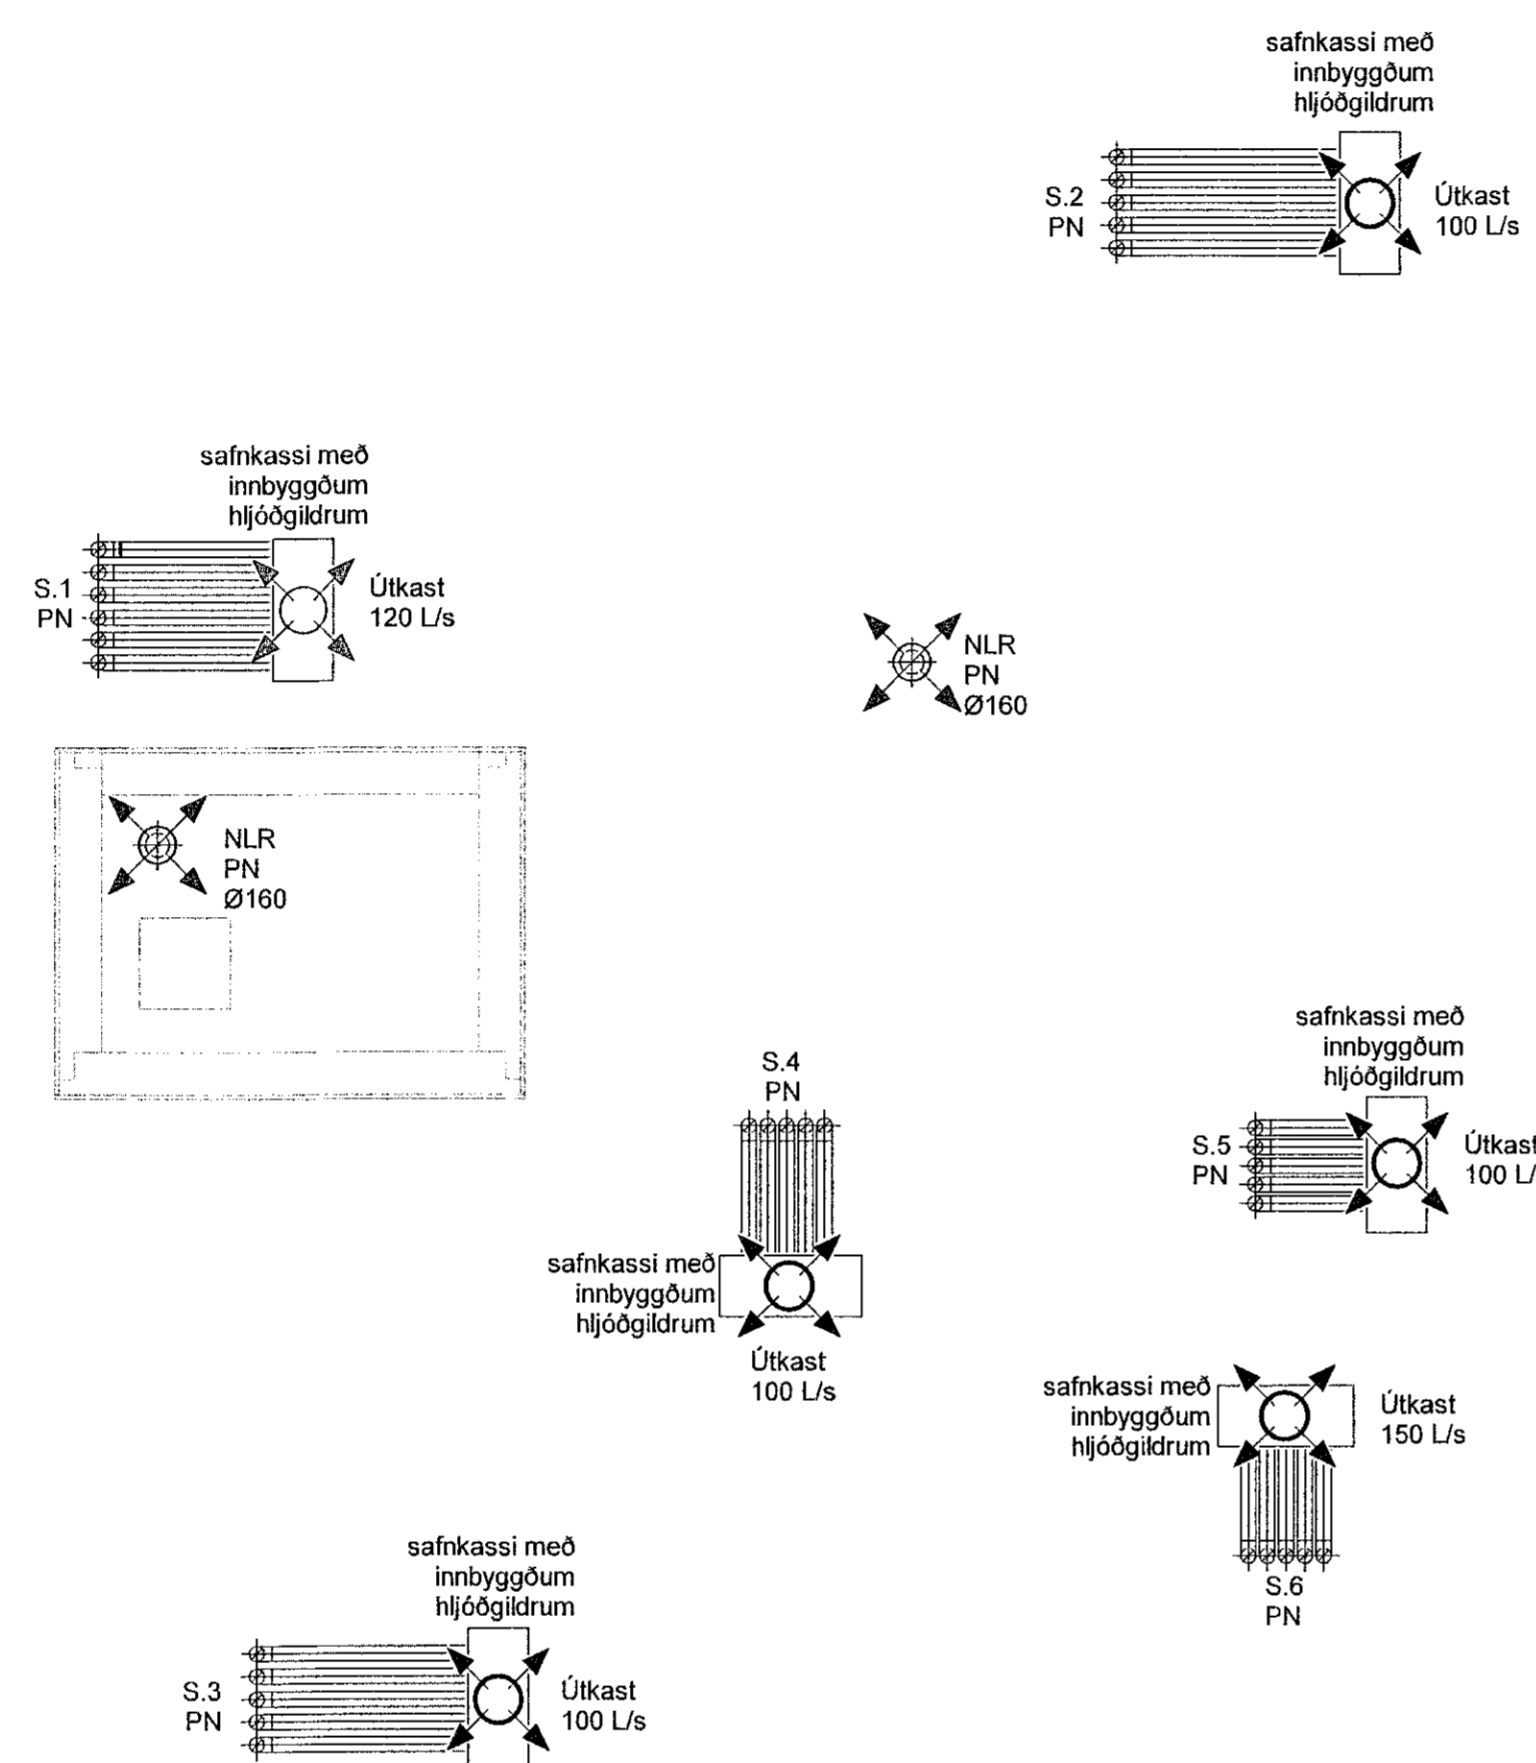 safnkassi með
innbyggðum
hljóðgildrum
S.2
PN
Útkast
100 L/s
safnkassi með
innbyggðum
hljóðgildrum
S.1
PN
Útkast
120 L/s
NLR
PN
Ø160
NLR
PN
Ø160
safnkassi með
innbyggðum
hljóðgildrum
S.4
PN
S.5
PN
Útkast
100 L/
safnkassi með
innbyggðum
hljóðgildrum
Útkast
100 L/s
safnkassi með
innbyggðum
hljóðgildrum
Útkast
150 L/s
S.6
PN
safnkassi með
innbyggðum
hljóðgildrum
S.3
PN
Útkast
100 L/s